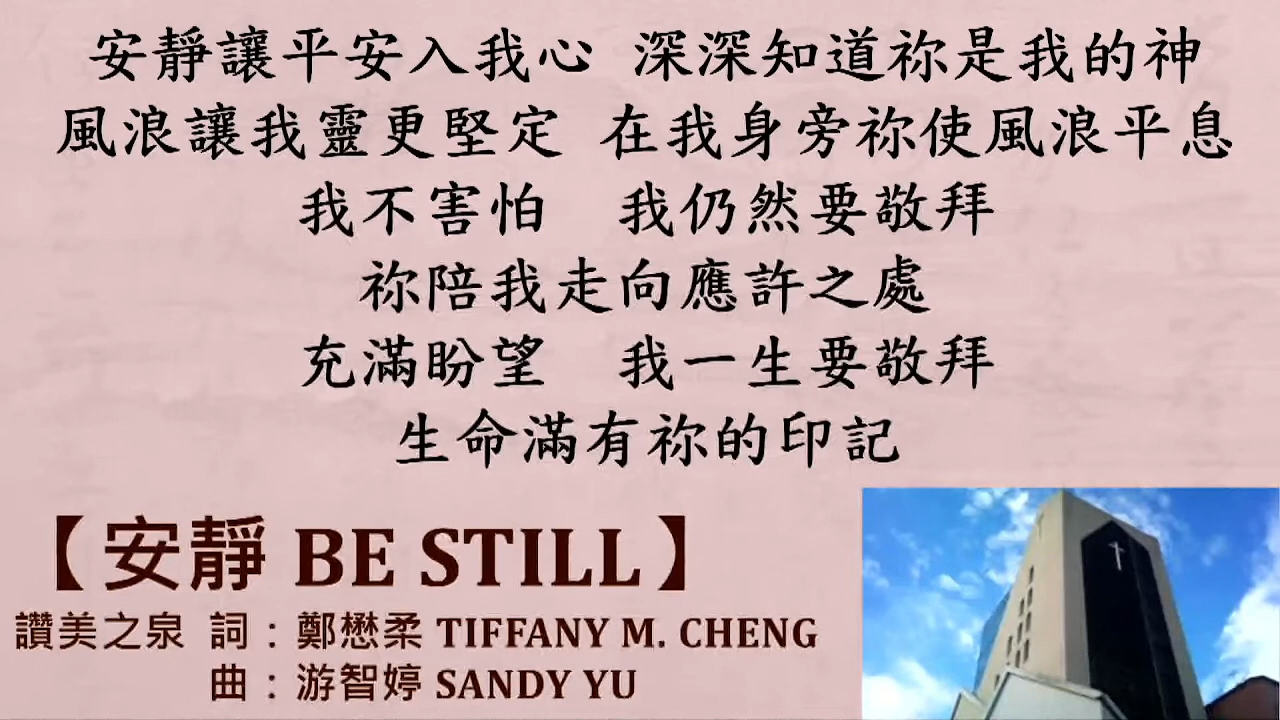 安靜讓平安入我心 深深知道祢是我的神
風浪讓我靈更堅定 在我身旁祢使風浪平息
我不害怕 我仍然要敬拜
祢陪我走向應許之處
充滿盼望 我一生要敬拜
生命滿有祢的印記
【安靜 BE STILL】
讚美之泉 詞：鄭懋柔 TIFFANY M. CHENG
曲：游智婷 SANDY YU